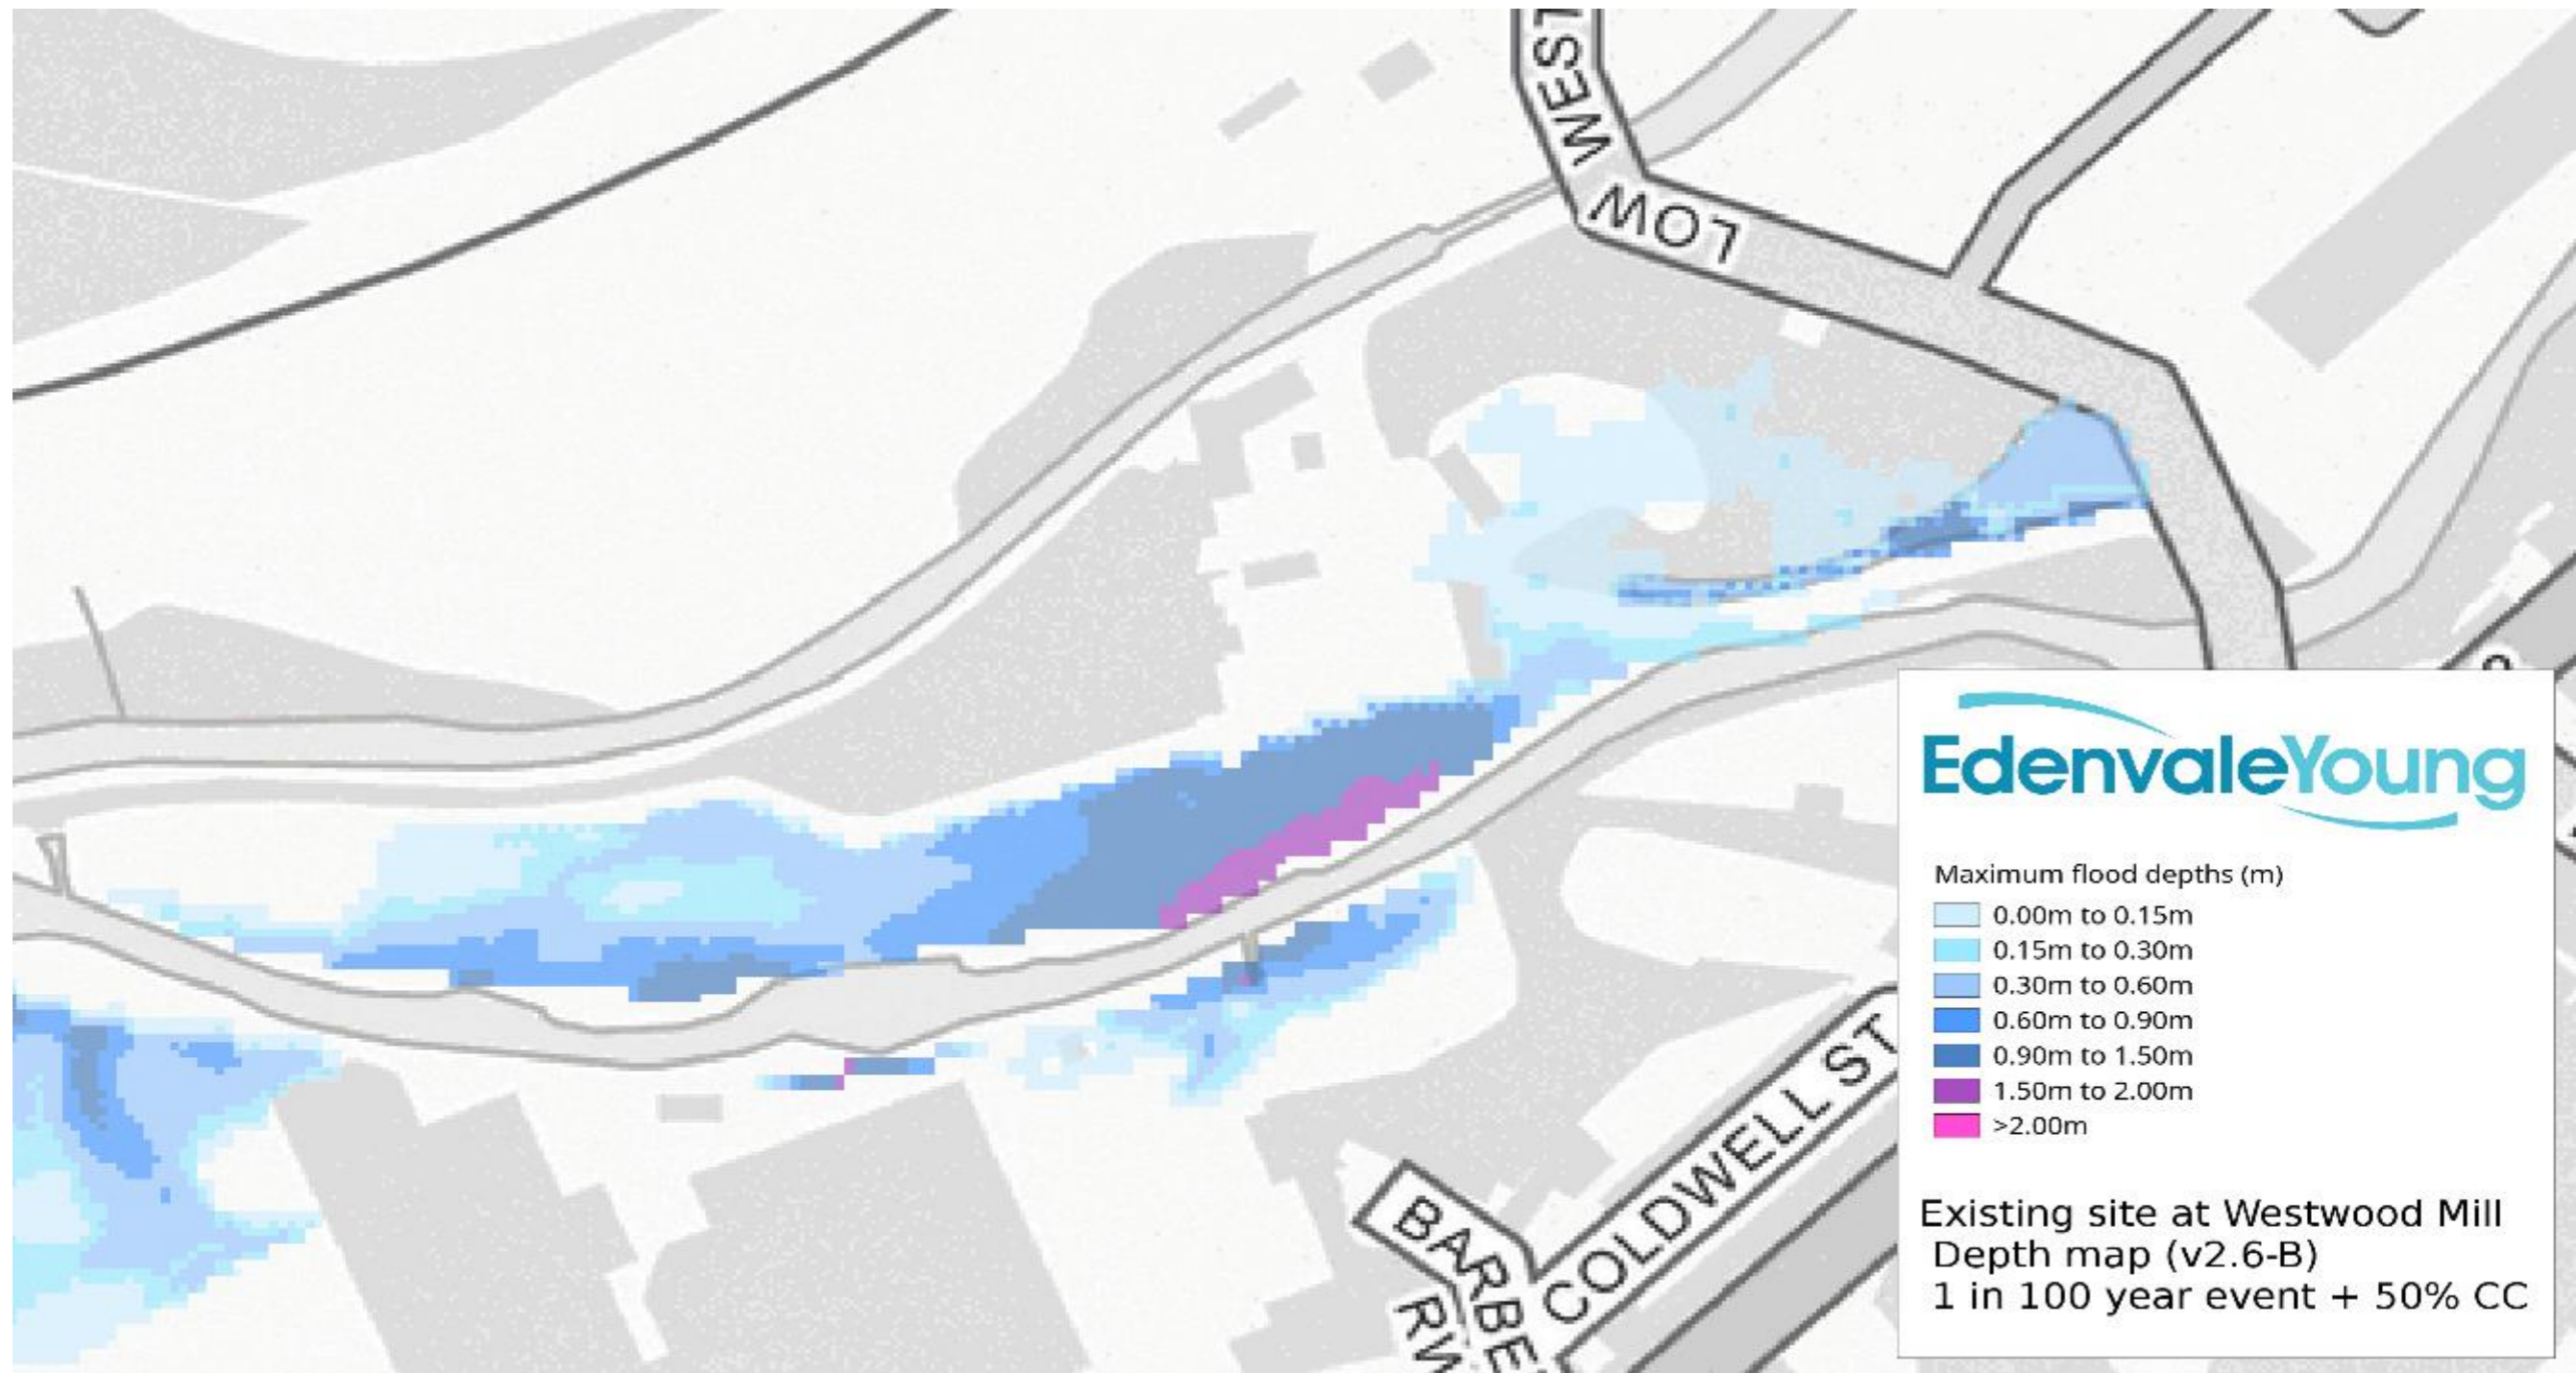 WEST
LOW
EdenvaleYoung
Maximum flood depths (m)
0.00m to 0.15m
0.15m to 0.30m
0.30m to 0.60m
0.60m to 0.90m
0.90m to 1.50m
1.50m to 2.00m
>2.00m
COLDWELL ST
BARBE
Existing site at Westwood Mill
Depth map (v2.6-B)
1 in 100 year event + 50% CC